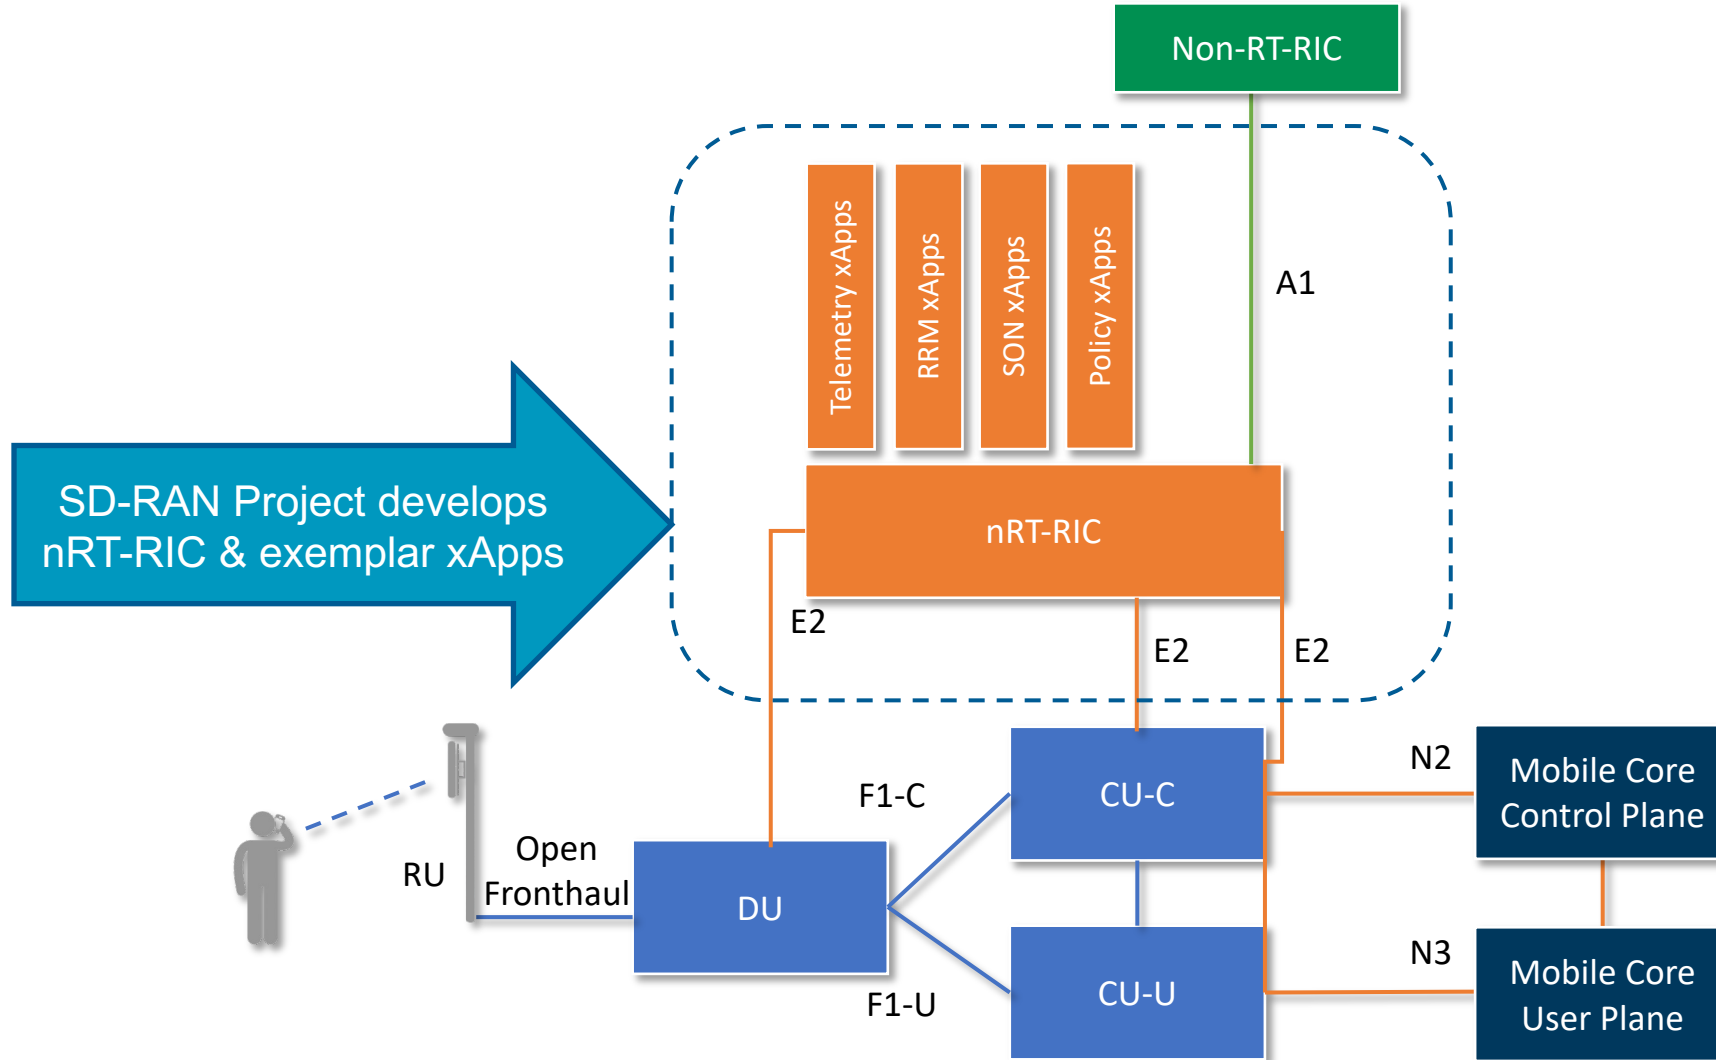 Non-RT-RIC
Telemetry xApps
RRM xApps
SON xApps
Policy xApps
A1
SD-RAN Project develops
nRT-RIC & exemplar xApps
nRT-RIC
E2
E2
E2
RU
Open
Fronthaul
DU
F1-C
F1-U
CU-C
CU-U
N2
N3
Mobile Core
Control Plane
Mobile Core
User Plane